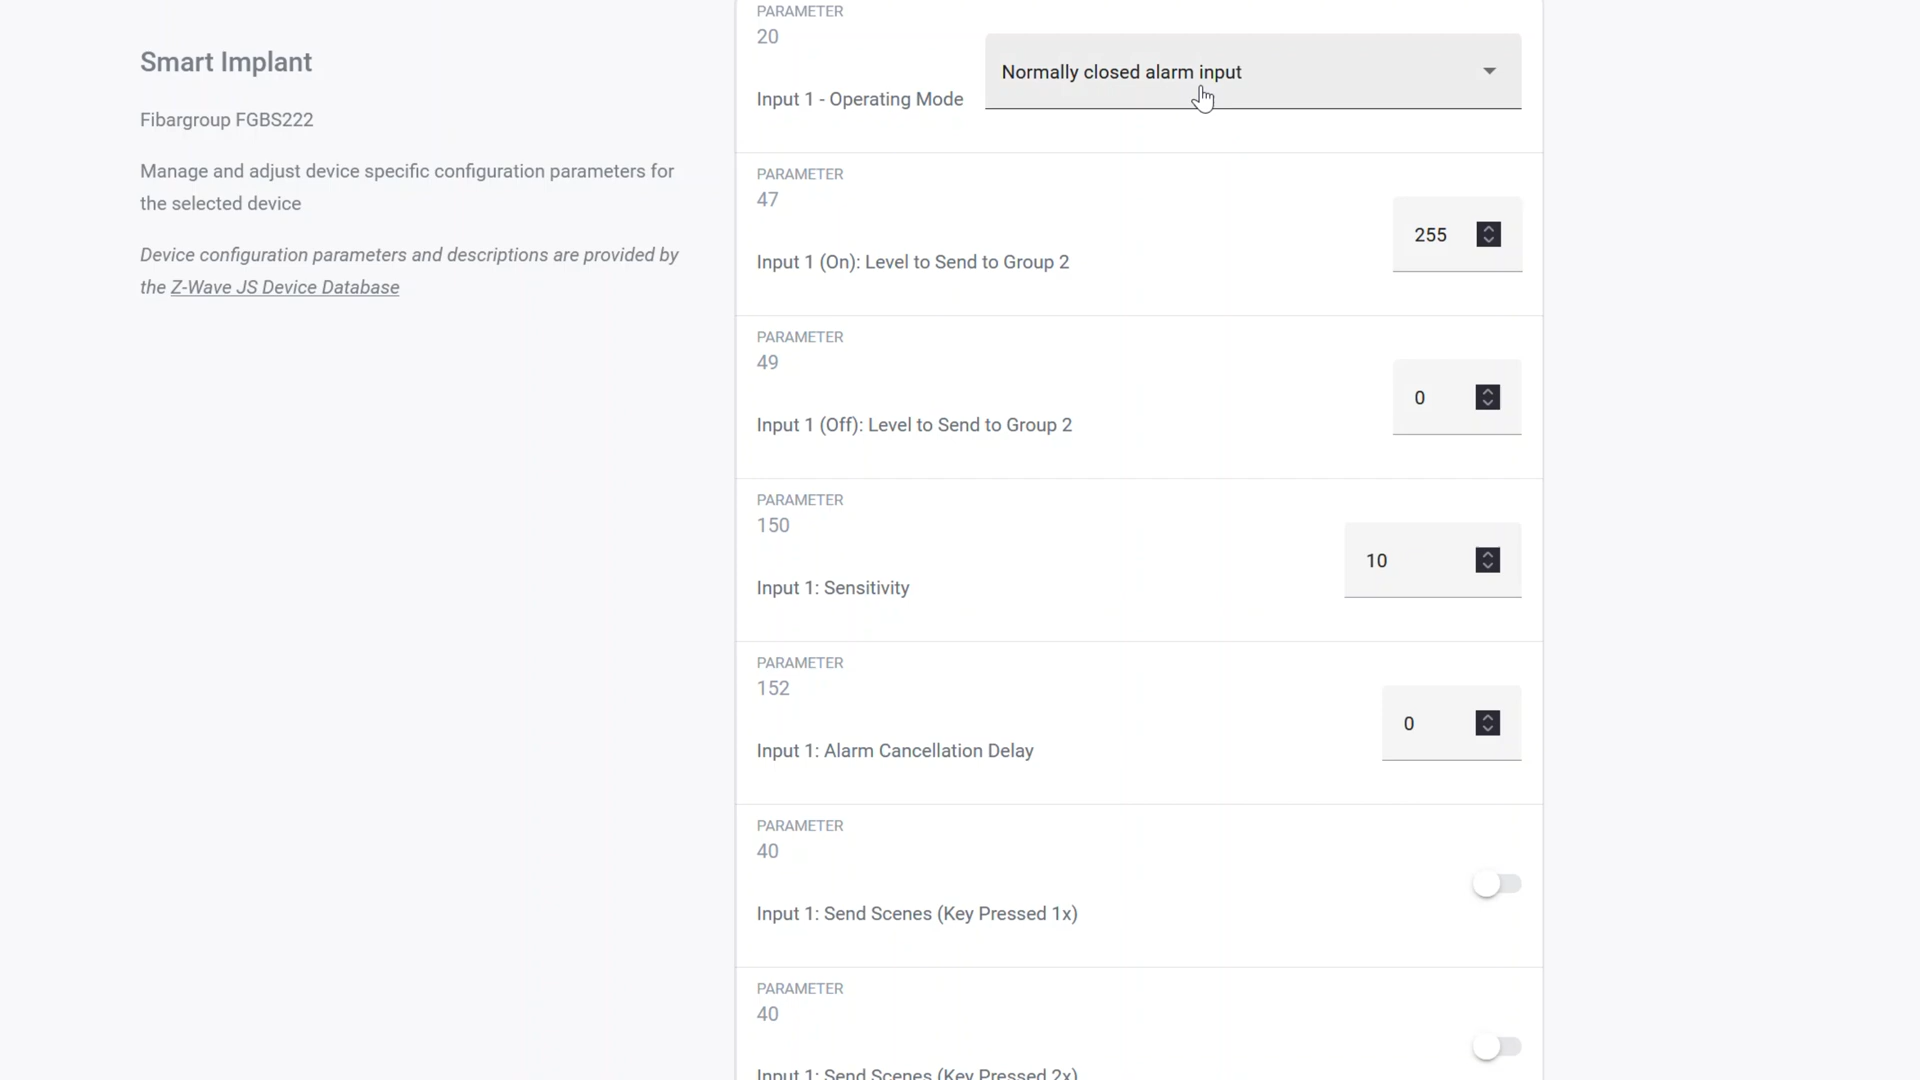 Smart Implant
Fibargroup FGBS222
Manage and adjust device specific configuration parameters for
the selected device
Device configuration parameters and descriptions are provided by
the Z-Wave JS Device Database
PARAMETER
20
Input 1 - Operating Mode
Normally closed alarm input
PARAMETER
47
Input 1 (On): Level to Send to Group 2
255
PARAMETER
49
Input 1 (Off): Level to Send to Group 2
0
PARAMETER
150
Input 1: Sensitivity
10
PARAMETER
152
Input 1: Alarm Cancellation Delay
0
PARAMETER
40
Input 1: Send Scenes (Key Pressed 1x)
PARAMETER
40
Input 1: Send Scenes (Key Pressed 2x)